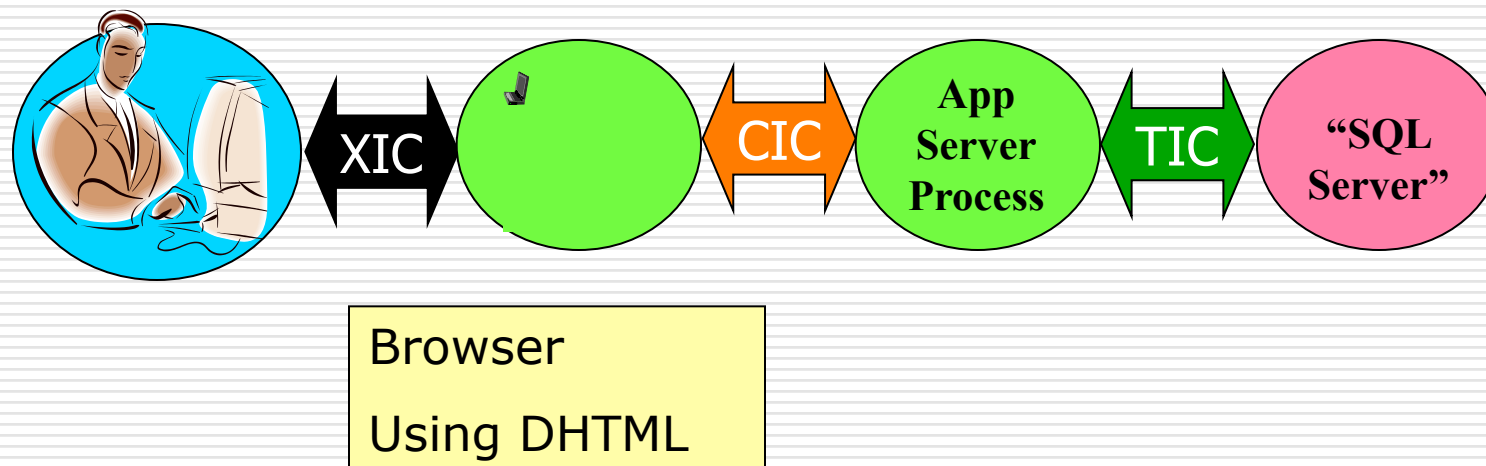 XIC
CIC
App
Server
Process
TIC
“SQL
Server”
Browser
Using DHTML